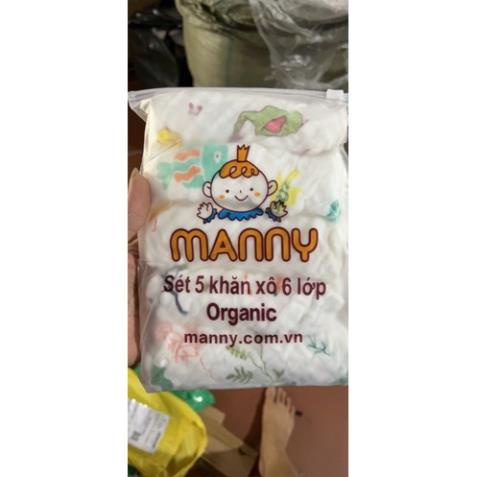 MANNY
Sét 5 khăn xô 6 lớp
Organic
manny.com.vn